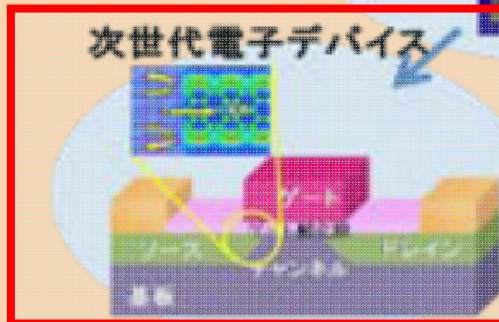 次世代電子デバイス
ゲート
ソース
ドレイン
チャンネル
基板